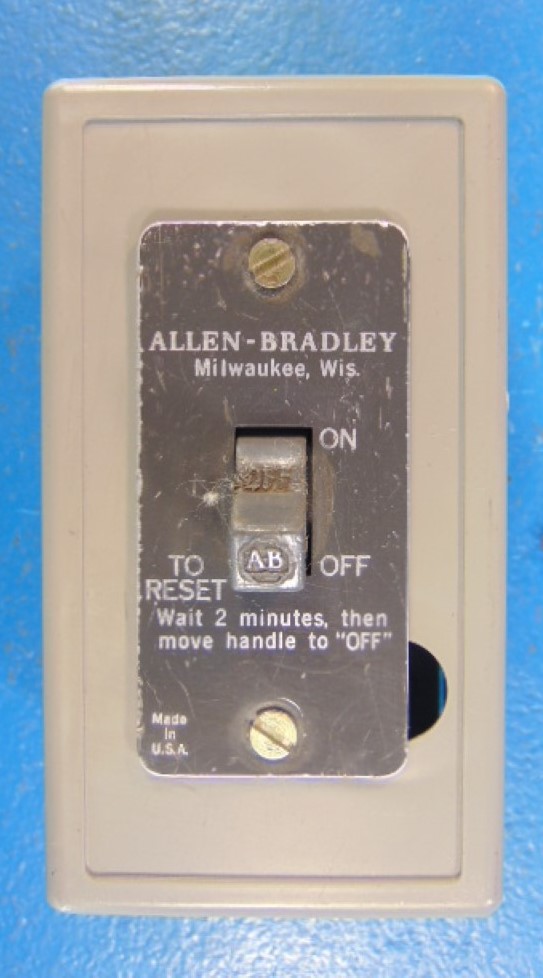 ALLEN-BRADLEY
Milwaukee, Wis.
ON
OFF
AB
OFF
TO
RESET
Wait 2 minutes, then
move handle to "OFF"
Made
In
U.S.A.